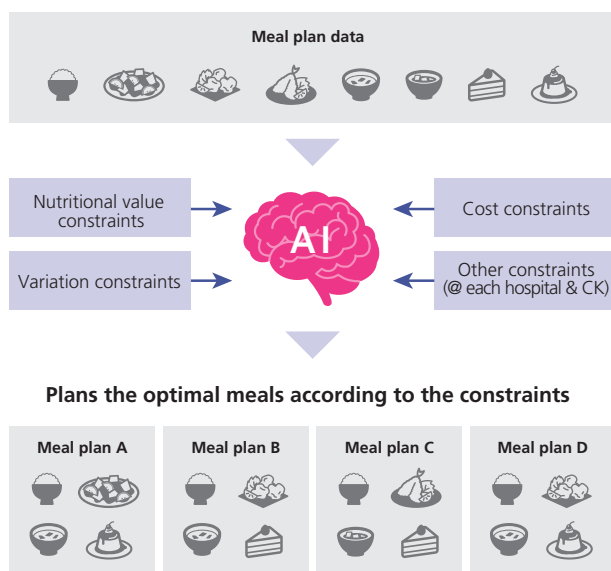 Meal plan data
Nutritional value
constraints
Cost constraints
AI
Variation constraints
Other constraints
(@ each hospital & CK)
Plans the optimal meals according to the constraints
Meal plan A
Meal plan B
Meal plan C
Meal plan D